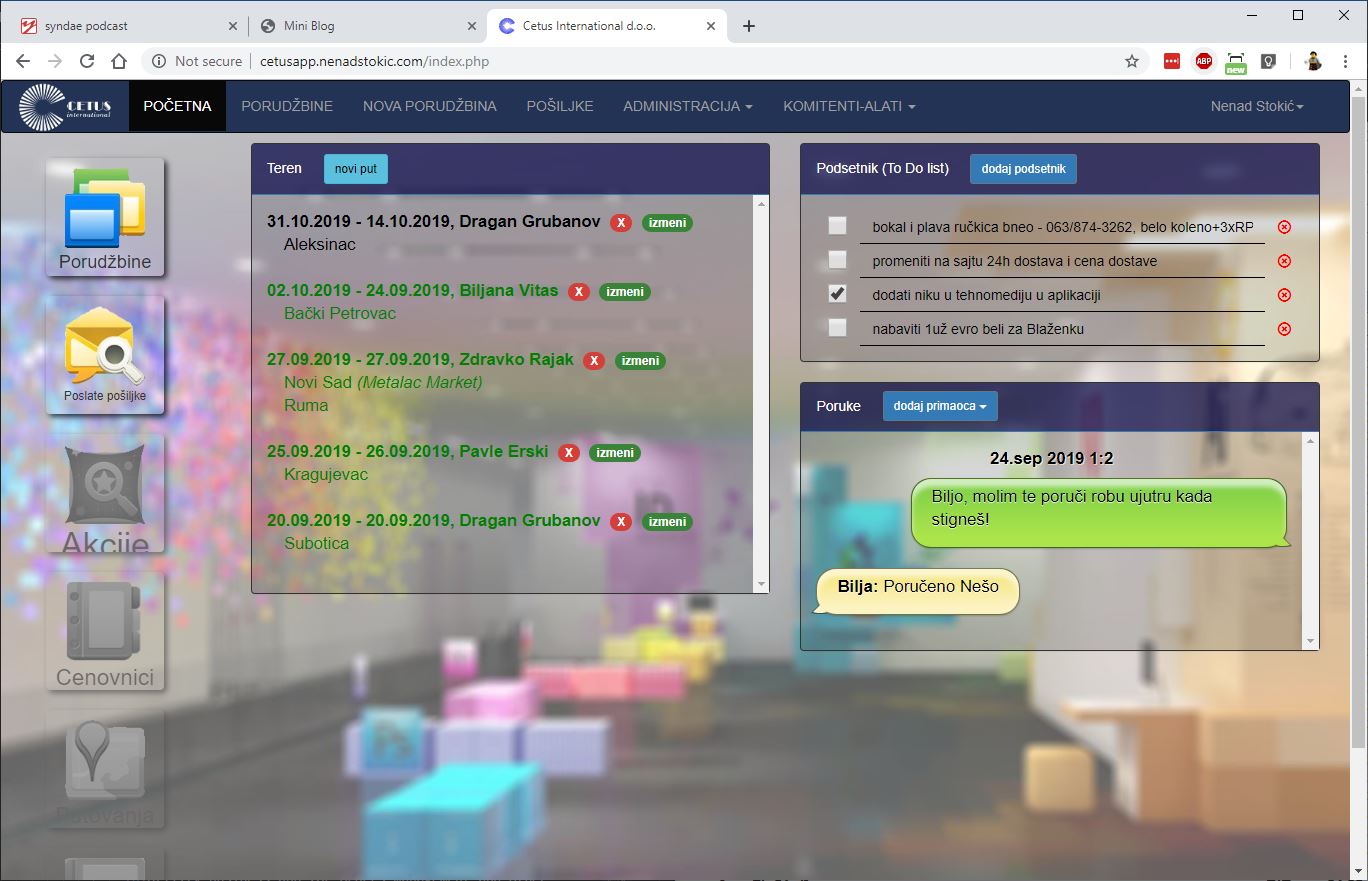 syndae podcast
Mini Blog
Cetus International d.o.o.
Not secure
cetusapp.nenadstokic.com/index.php
ABP
new
CETUS
international
POČETNA
PORUDŽBINE
NOVA PORUDŽBINA
POŠILJKE
ADMINISTRACIJA
KOMITENTI-ALATI
Nenad Stokić
Porudžbine
Poslate pošiljke
Akcije
Cenovnici
Putovanja
Teren
novi put
31.10.2019 - 14.10.2019, Dragan Grubanov X izmeni
Aleksinac
02.10.2019 - 24.09.2019, Biljana Vitas X izmeni
Bački Petrovac
27.09.2019 - 27.09.2019, Zdravko Rajak X izmeni
Novi Sad (Metalac Market)
Ruma
25.09.2019 - 26.09.2019, Pavle Erski X izmeni
Kragujevac
20.09.2019 - 20.09.2019, Dragan Grubanov X izmeni
Subotica
Podsetnik (To Do list)
dodaj podsetnik
bokal i plava ručkica bneo - 063/874-3262, belo koleno+3xRP
promeniti na sajtu 24h dostava i cena dostave
dodati niku u tehnomediju u aplikaciji
nabaviti 1už evro beli za Blaženku
Poruke
dodaj primaoca
24.sep 2019 1:2
Biljo, molim te poruči robu ujutru kada
stigneš!
Bilja: Poručeno Nešo